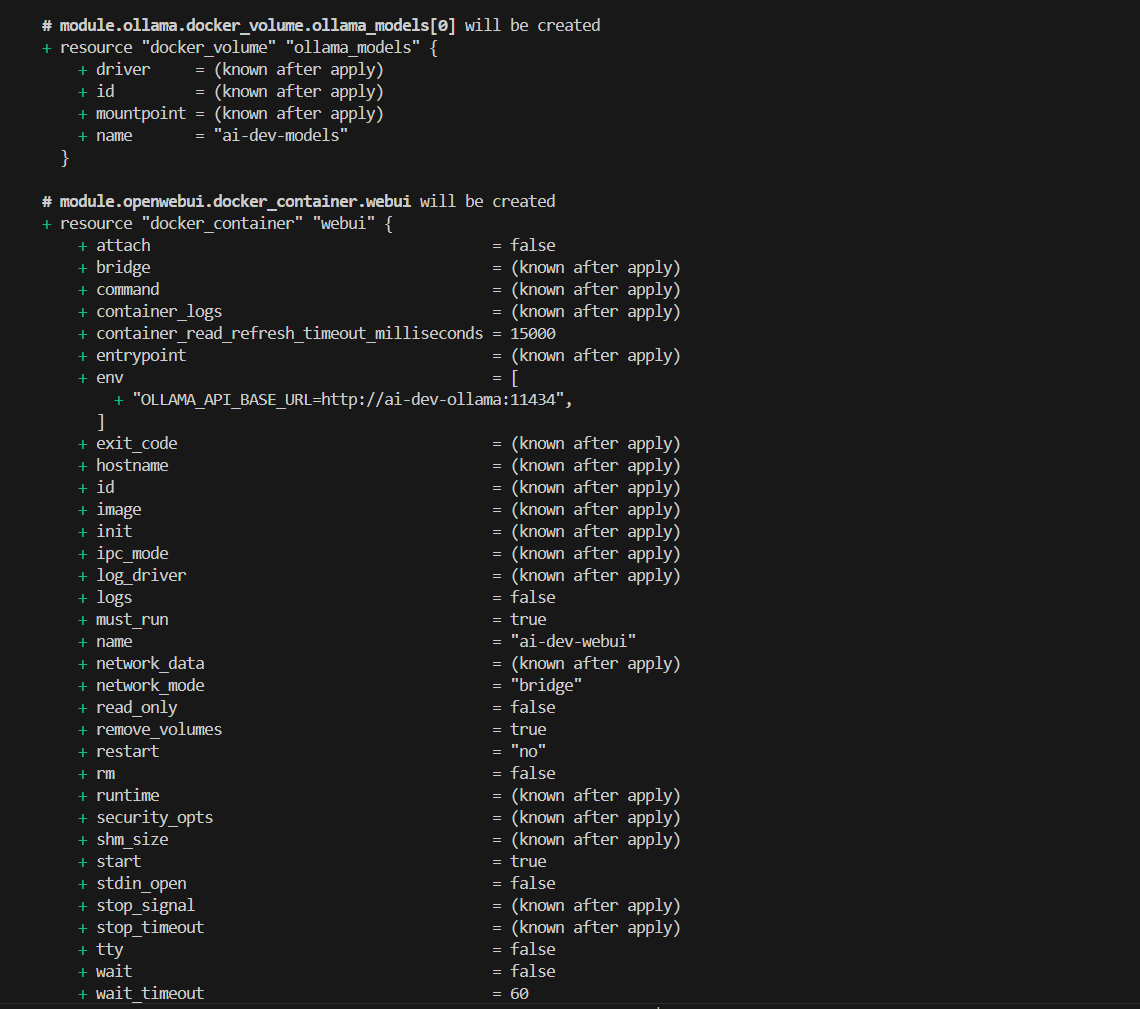 # module.ollama.docker_volume.ollama_models[0] will be created
+ resource "docker_volume" "ollama_models" {
+ driver = (known after apply)
+ id = (known after apply)
+ mountpoint = (known after apply)
+ name = "ai-dev-models"
}
# module.openwebui.docker_container.webui will be created
+ resource "docker_container" "webui" {
+ attach = false
+ bridge = (known after apply)
+ command = (known after apply)
+ container_logs = (known after apply)
+ container_read_refresh_timeout_milliseconds = 15000
+ entrypoint = (known after apply)
+ env = [
+ "OLLAMA_API_BASE_URL=http://ai-dev-ollama:11434",
]
+ exit_code = (known after apply)
+ hostname = (known after apply)
+ id = (known after apply)
+ image = (known after apply)
+ init = (known after apply)
+ ipc_mode = (known after apply)
+ log_driver = (known after apply)
+ logs = false
+ must_run = true
+ name = "ai-dev-webui"
+ network_data = (known after apply)
+ network_mode = "bridge"
+ read_only = false
+ remove_volumes = true
+ restart = "no"
+ rm = false
+ runtime = (known after apply)
+ security_opts = (known after apply)
+ shm_size = (known after apply)
+ start = true
+ stdin_open = false
+ stop_signal = (known after apply)
+ stop_timeout = (known after apply)
+ tty = false
+ wait = false
+ wait_timeout = 60